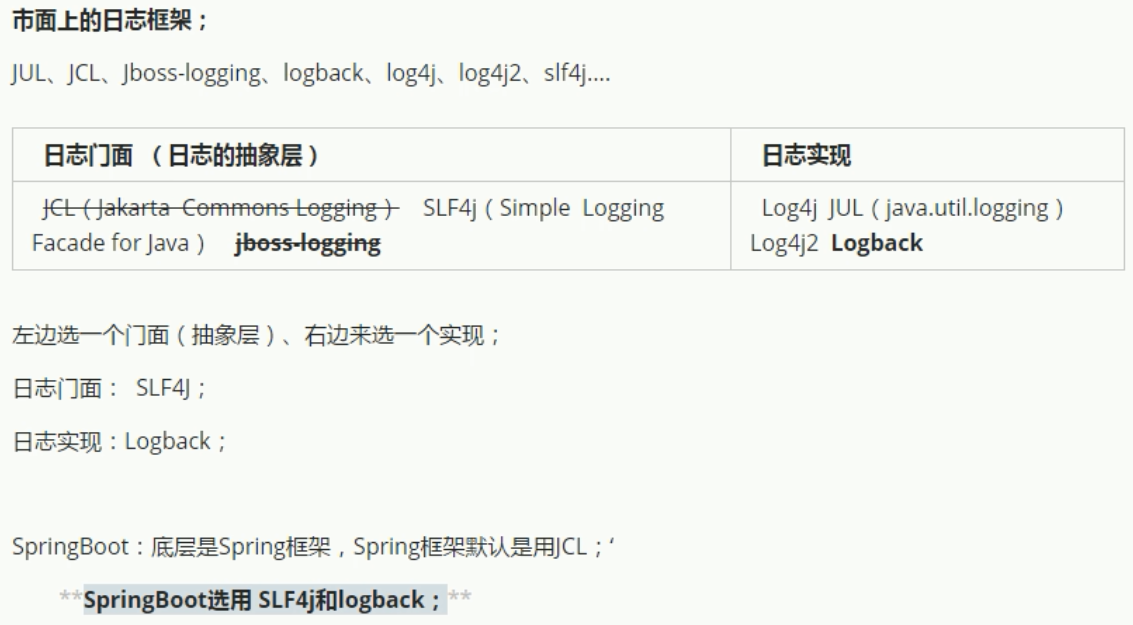 市面上的日志框架；
JUL、JCL、Jboss-logging、logback、log4j、log4j2、slf4j....
日志门面 （日志的抽象层）
日志实现
JCL（Jakarta Commons Logging） SLF4j（Simple Logging
Facade for Java） jboss-logging
Log4j JUL（java.util.logging）
Log4j2 Logback
左边选一个门面（抽象层）、右边来选一个实现；
日志门面： SLF4J；
日志实现：Logback；
SpringBoot：底层是Spring框架，Spring框架默认是用JCL；‘
**SpringBoot选用 SLF4j和logback；**